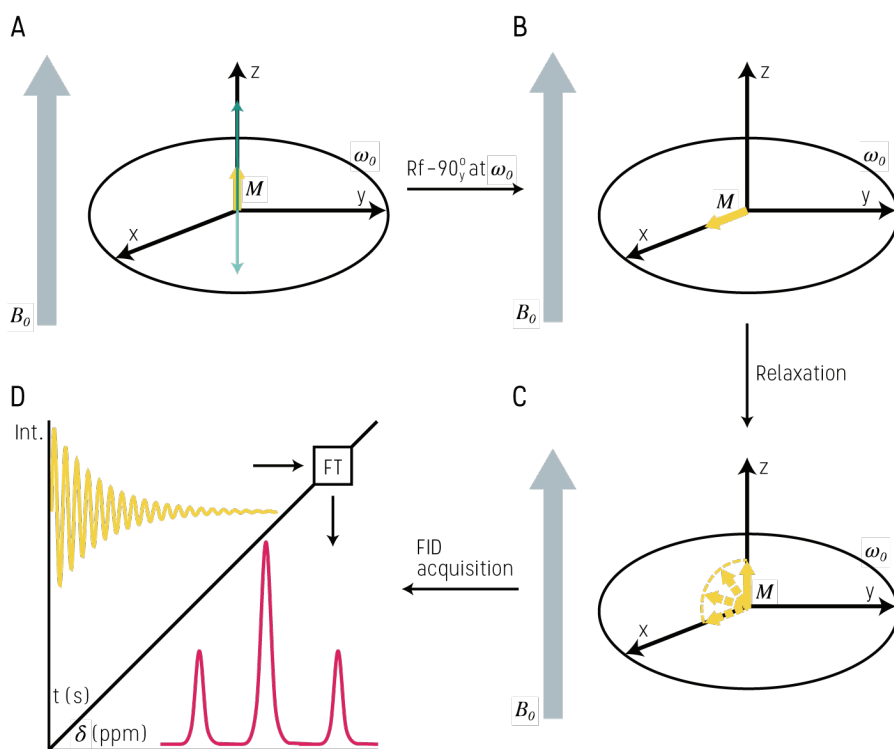 A
z
ω₀
M
y
x
B₀
Rf-90°y at ω₀
B
z
ω₀
M
y
x
B₀
Relaxation
C
z
ω₀
M
y
x
B₀
FID
acquisition
D
Int.
FT
t (s)
δ (ppm)